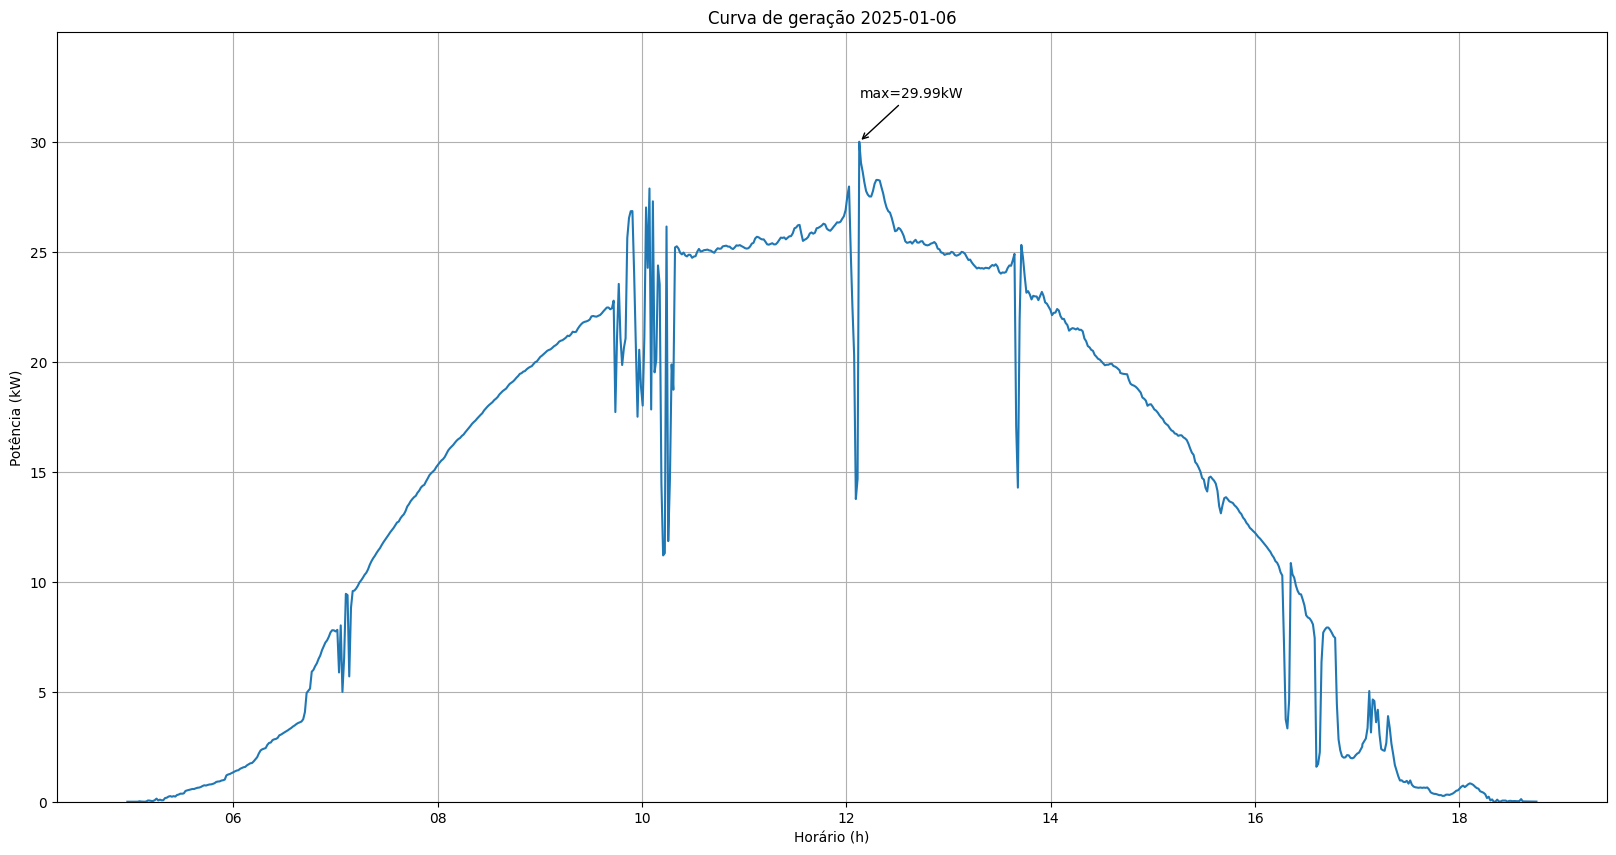 Curva de geração 2025-01-06
max=29.99kW
30
25
20
15
10
5
0
Potência (kW)
06 08 10 12 14 16 18
Horário (h)